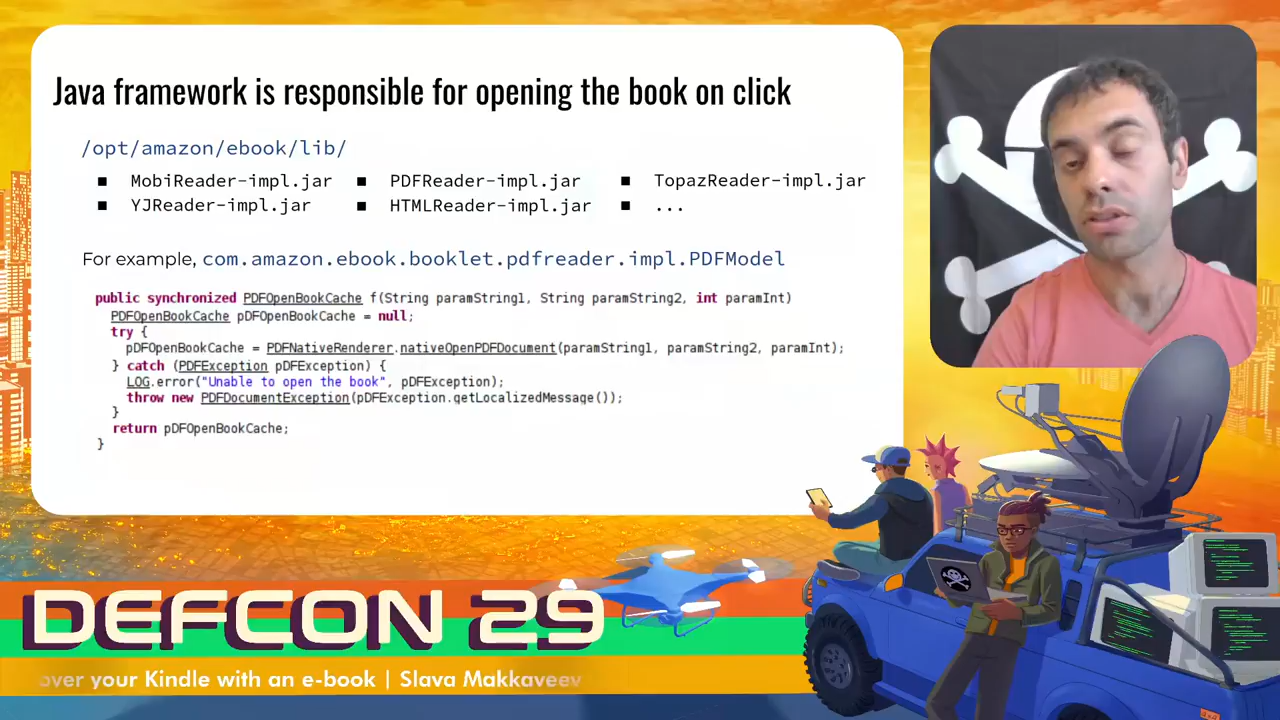 Java framework is responsible for opening the book on click
/opt/amazon/ebook/lib/
■ MobiReader-impl.jar ■ PDFReader-impl.jar ■ TopazReader-impl.jar
■ YJReader-impl.jar ■ HTMLReader-impl.jar ■ ...
For example, com.amazon.ebook.booklet.pdfreader.impl.PDFModel
public synchronized PDFOpenBookCache f(String paramString1, String paramString2, int paramInt)
PDFOpenBookCache pDFOpenBookCache = null;
try {
pDFOpenBookCache = PDFNativeRenderer.nativeOpenPDFDocument(paramString1, paramString2, paramInt);
} catch (PDFException pDFException) {
LOG.error("Unable to open the book", pDFException);
throw new PDFDocumentException(pDFException.getLocalizedMessage());
}
return pDFOpenBookCache;
}
DEFCON 29
over your Kindle with an e-book | Slava Makkaveev